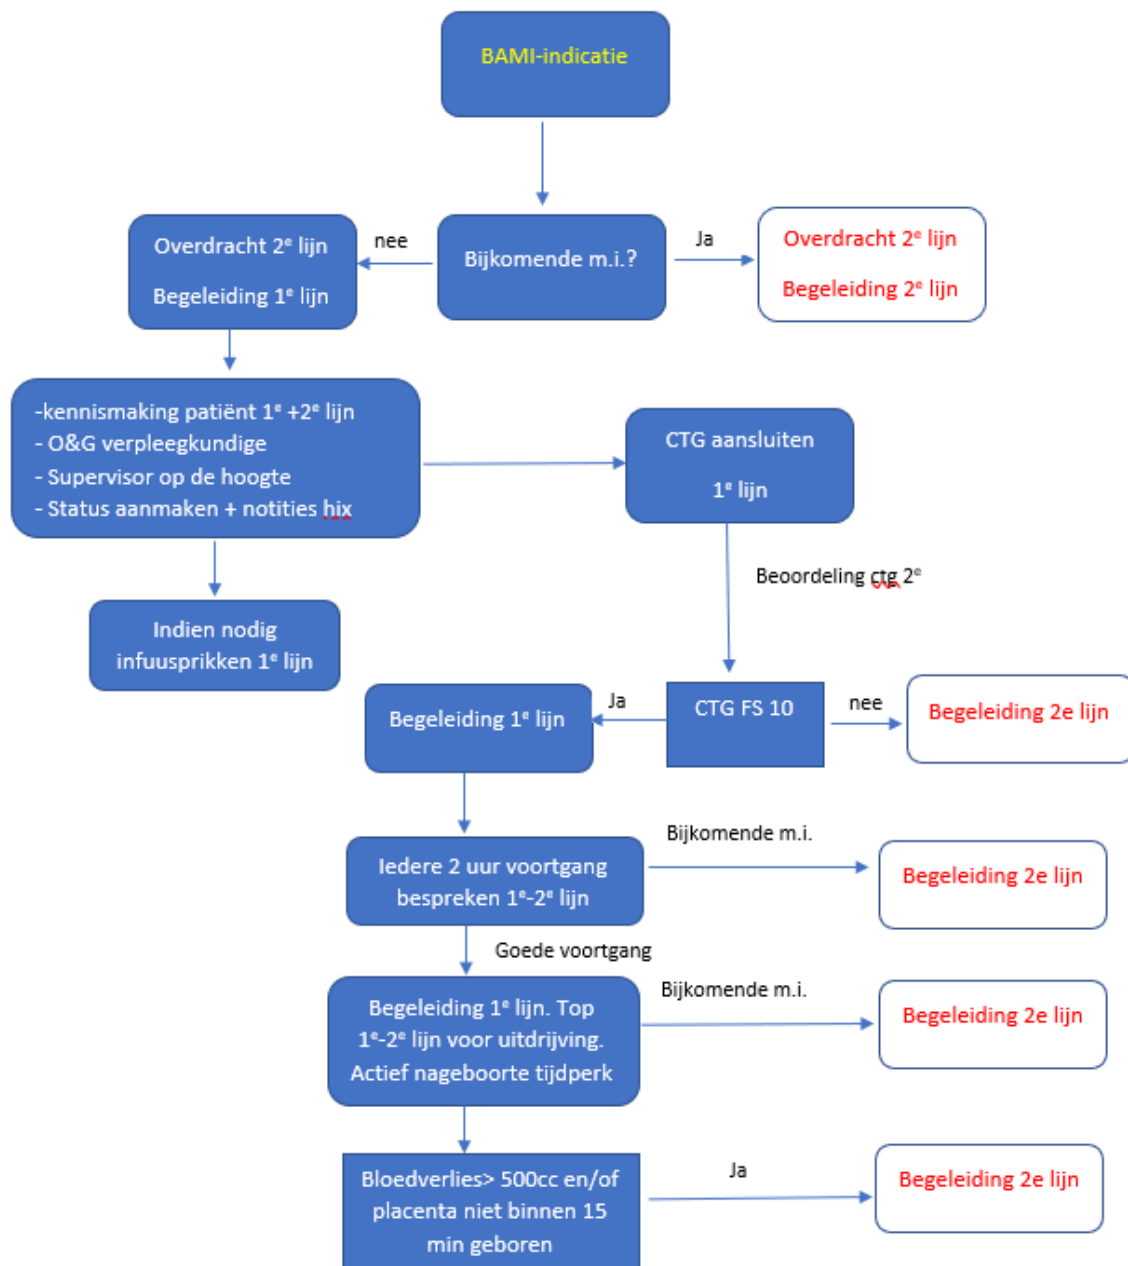 BAMI-indicatie
Overdracht 2ᵉ lijn
Begeleiding 1ᵉ lijn
nee
Bijkomende m.i.?
Ja
Overdracht 2ᵉ lijn
Begeleiding 2ᵉ lijn
-kennismaking patiënt 1ᵉ +2ᵉ lijn
- O&G verpleegkundige
- Supervisor op de hoogte
- Status aanmaken + notities hix
CTG aansluiten
1ᵉ lijn
Beoordeling ctg 2ᵉ
Indien nodig
infuusprikken 1ᵉ lijn
Begeleiding 1ᵉ lijn
Ja
CTG FS 10
nee
Begeleiding 2e lijn
Iedere 2 uur voortgang
bespreken 1ᵉ-2ᵉ lijn
Bijkomende m.i.
Begeleiding 2e lijn
Goede voortgang
Begeleiding 1ᵉ lijn. Top
1ᵉ-2ᵉ lijn voor uitdrijving.
Actief nageboorte tijdperk
Bijkomende m.i.
Begeleiding 2e lijn
Bloedverlies> 500cc en/of
placenta niet binnen 15
min geboren
Ja
Begeleiding 2e lijn